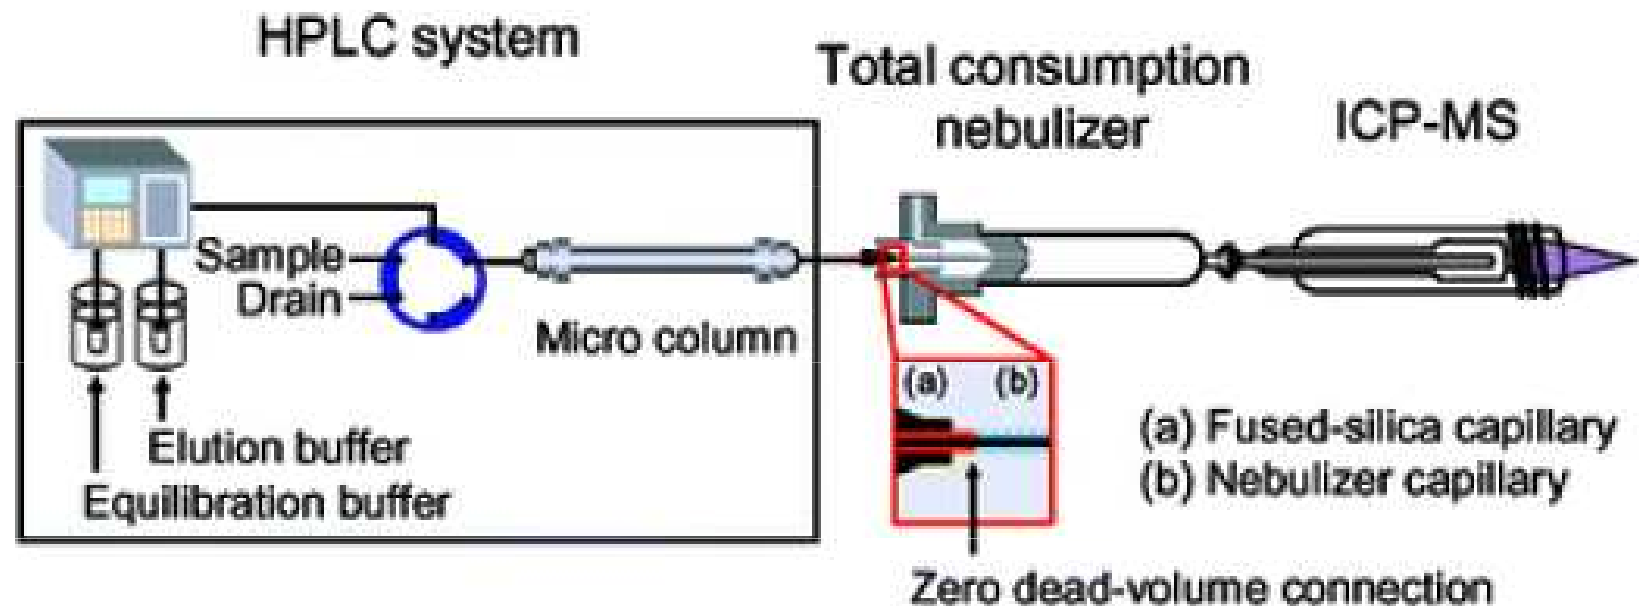 HPLC system
Total consumption
nebulizer
ICP-MS
Sample
Drain
Micro column
Elution buffer
Equilibration buffer
(a) (b)
(a) Fused-silica capillary
(b) Nebulizer capillary
Zero dead-volume connection